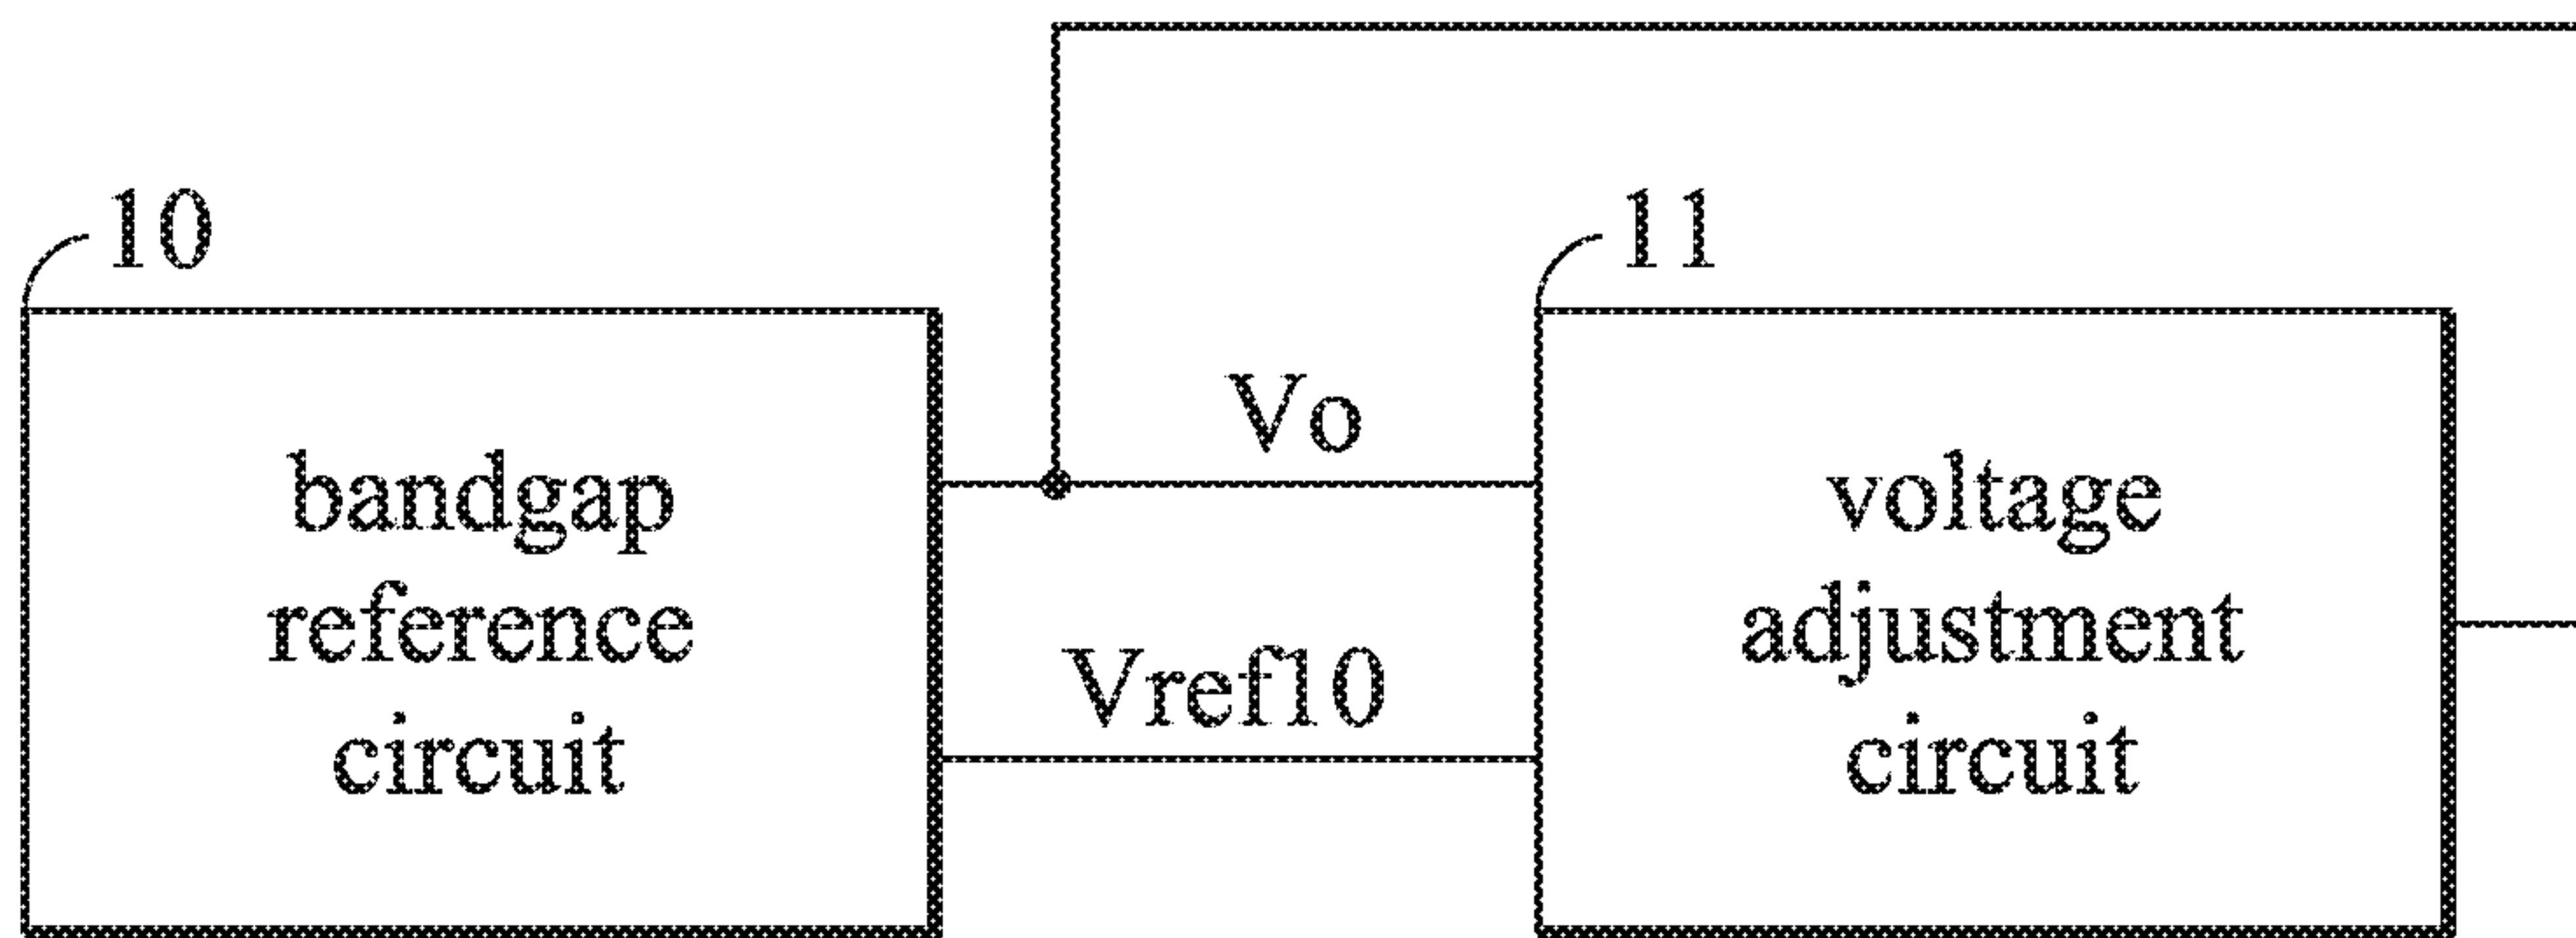 10
11
Vo
bandgap
reference
circuit
Vref10
voltage
adjustment
circuit